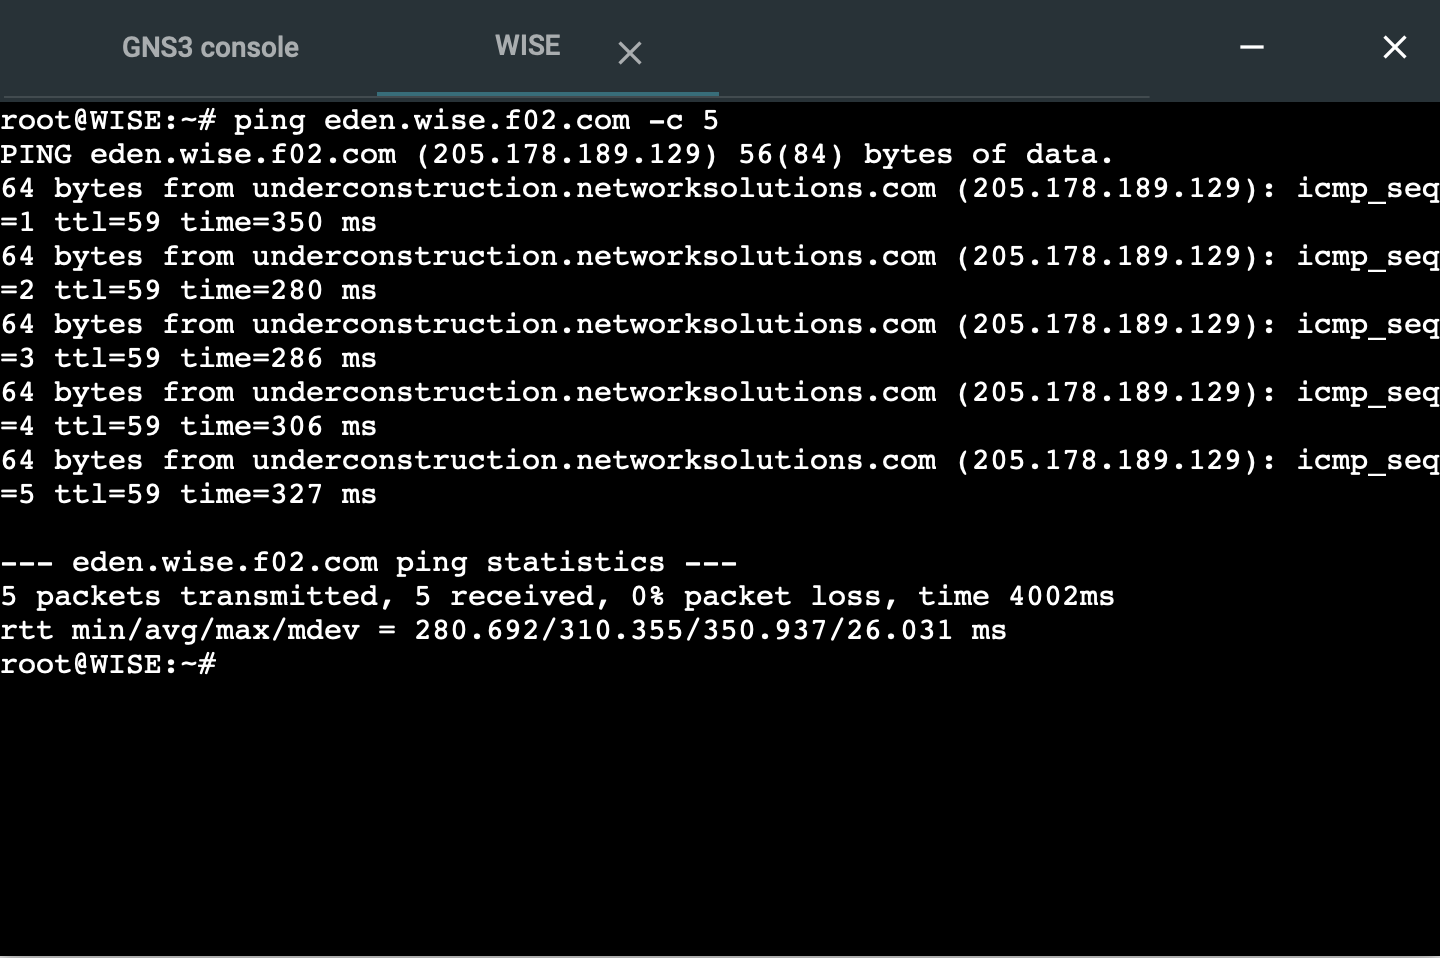 GNS3 console WISE
root@WISE:~# ping eden.wise.f02.com -c 5
PING eden.wise.f02.com (205.178.189.129) 56(84) bytes of data.
64 bytes from underconstruction.networksolutions.com (205.178.189.129): icmp_seq
=1 ttl=59 time=350 ms
64 bytes from underconstruction.networksolutions.com (205.178.189.129): icmp_seq
=2 ttl=59 time=280 ms
64 bytes from underconstruction.networksolutions.com (205.178.189.129): icmp_seq
=3 ttl=59 time=286 ms
64 bytes from underconstruction.networksolutions.com (205.178.189.129): icmp_seq
=4 ttl=59 time=306 ms
64 bytes from underconstruction.networksolutions.com (205.178.189.129): icmp_seq
=5 ttl=59 time=327 ms
--- eden.wise.f02.com ping statistics ---
5 packets transmitted, 5 received, 0% packet loss, time 4002ms
rtt min/avg/max/mdev = 280.692/310.355/350.937/26.031 ms
root@WISE:~#